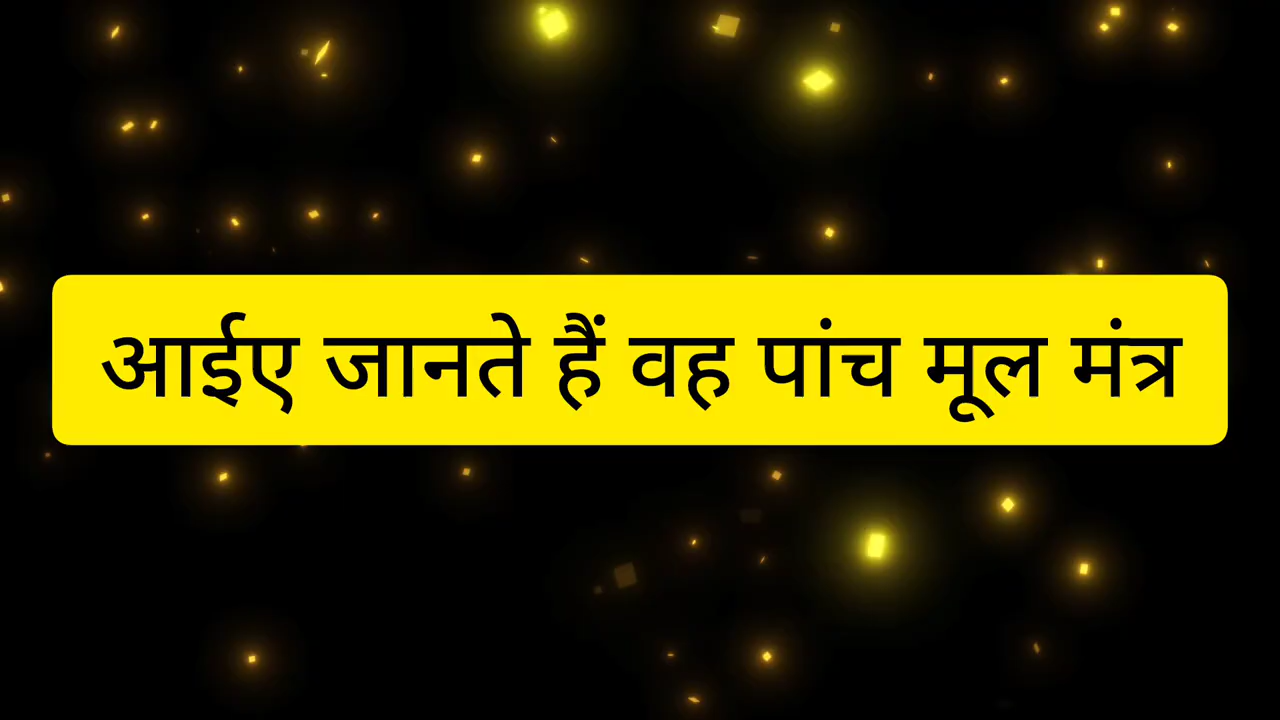 आईए जानते हैं वह पांच मूल मंत्र